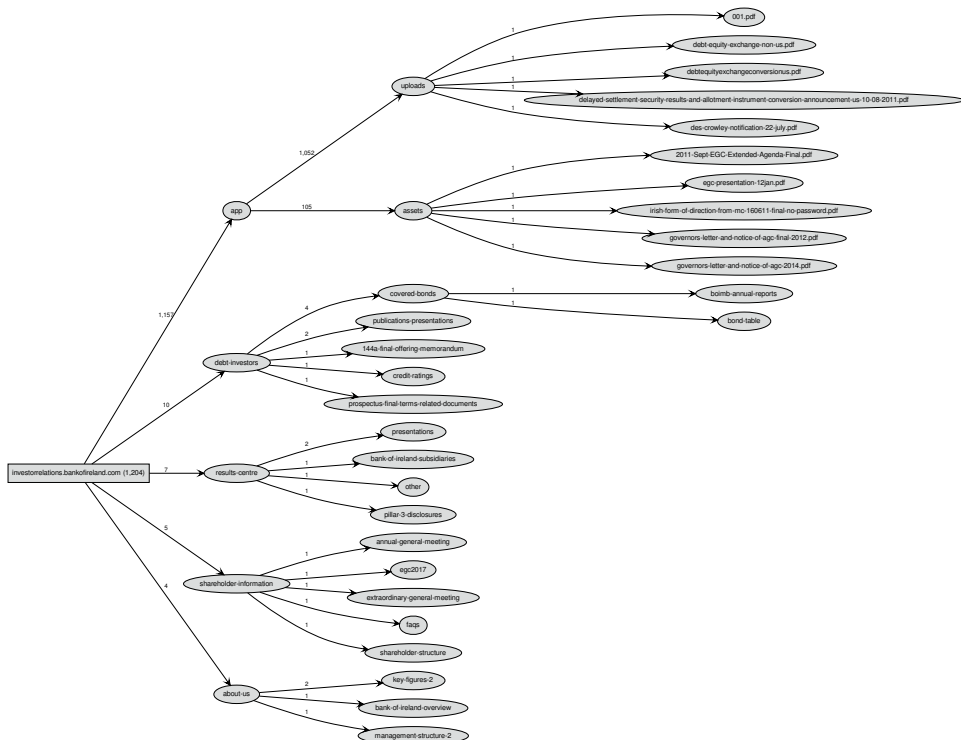 001.pdf
1
debt-equity-exchange-non-us.pdf
1
debtequityexchangeconversionus.pdf
1
uploads
1
delayed-settlement-security-results-and-allotment-instrument-conversion-announcement-us-10-08-2011.pdf
1
des-crowley-notification-22-july.pdf
1,052
2011-Sept-EGC-Extended-Agenda-Final.pdf
1
egc-presentation-12jan.pdf
1
app
105
assets
1
irish-form-of-direction-from-mc-160611-final-no-password.pdf
1
governors-letter-and-notice-of-agc-final-2012.pdf
1
governors-letter-and-notice-of-agc-2014.pdf
1,157
covered-bonds
1
boimb-annual-reports
4
1
bond-table
publications-presentations
2
144a-final-offering-memorandum
1
debt-investors
1
credit-ratings
1
prospectus-final-terms-related-documents
10
presentations
2
bank-of-ireland-subsidiaries
1
investorrelations.bankofireland.com (1,204)
7
results-centre
1
other
1
pillar-3-disclosures
5
annual-general-meeting
1
egc2017
1
shareholder-information
1
extraordinary-general-meeting
1
faqs
1
shareholder-structure
4
key-figures-2
2
about-us
1
bank-of-ireland-overview
1
management-structure-2